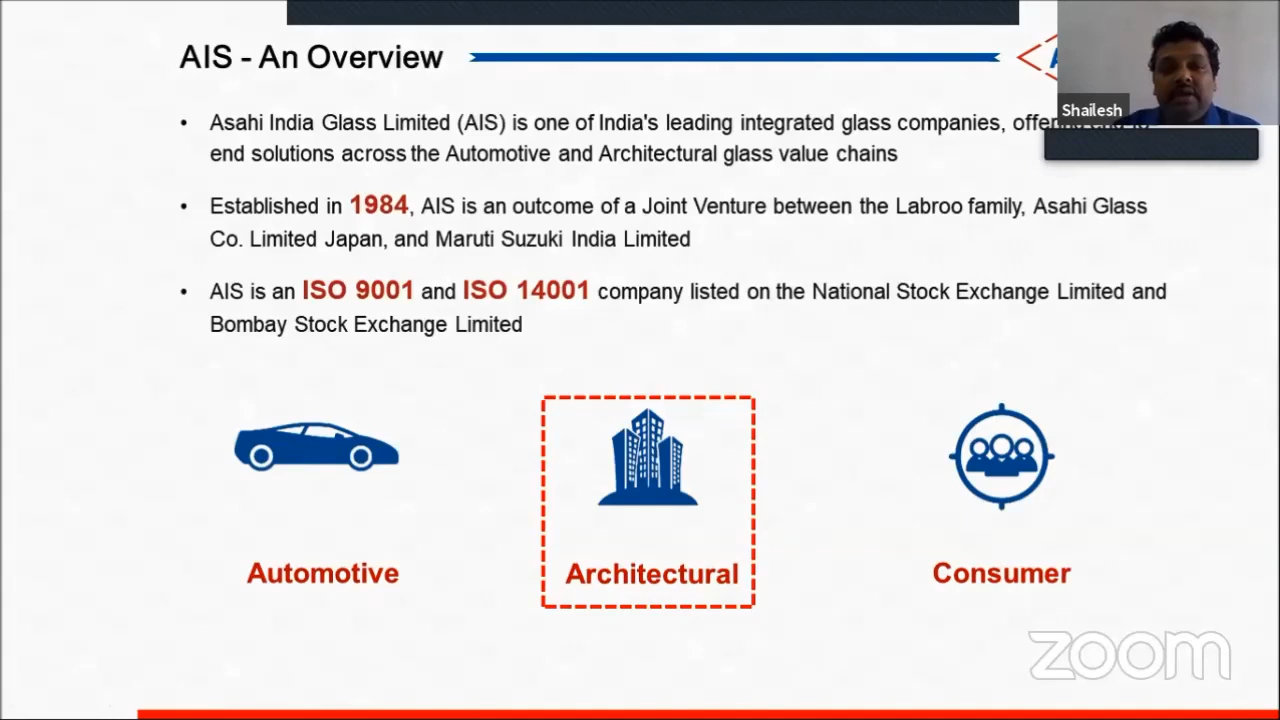 AIS - An Overview
Shailesh
• Asahi India Glass Limited (AIS) is one of India's leading integrated glass companies, offering end-to-
end solutions across the Automotive and Architectural glass value chains
• Established in 1984, AIS is an outcome of a Joint Venture between the Labroo family, Asahi Glass
Co. Limited Japan, and Maruti Suzuki India Limited
• AIS is an ISO 9001 and ISO 14001 company listed on the National Stock Exchange Limited and
Bombay Stock Exchange Limited
Automotive
Architectural
Consumer
zoom